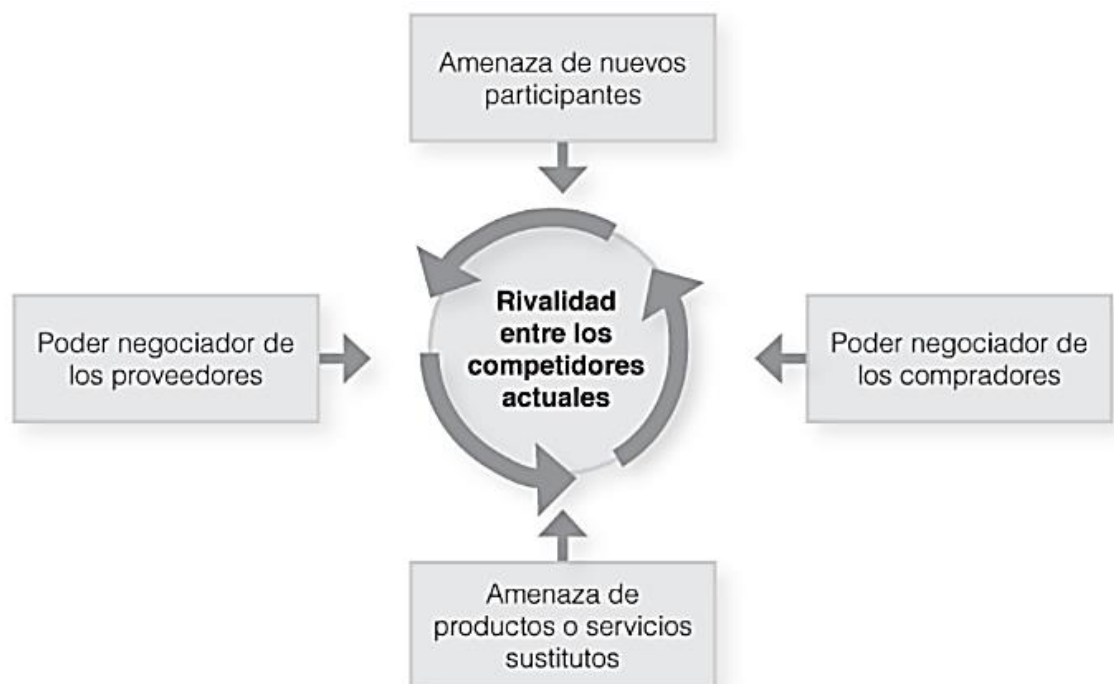 Amenaza de nuevos
participantes
Poder negociador de
los proveedores
Rivalidad
entre los
competidores
actuales
Poder negociador de
los compradores
Amenaza de
productos o servicios
sustitutos